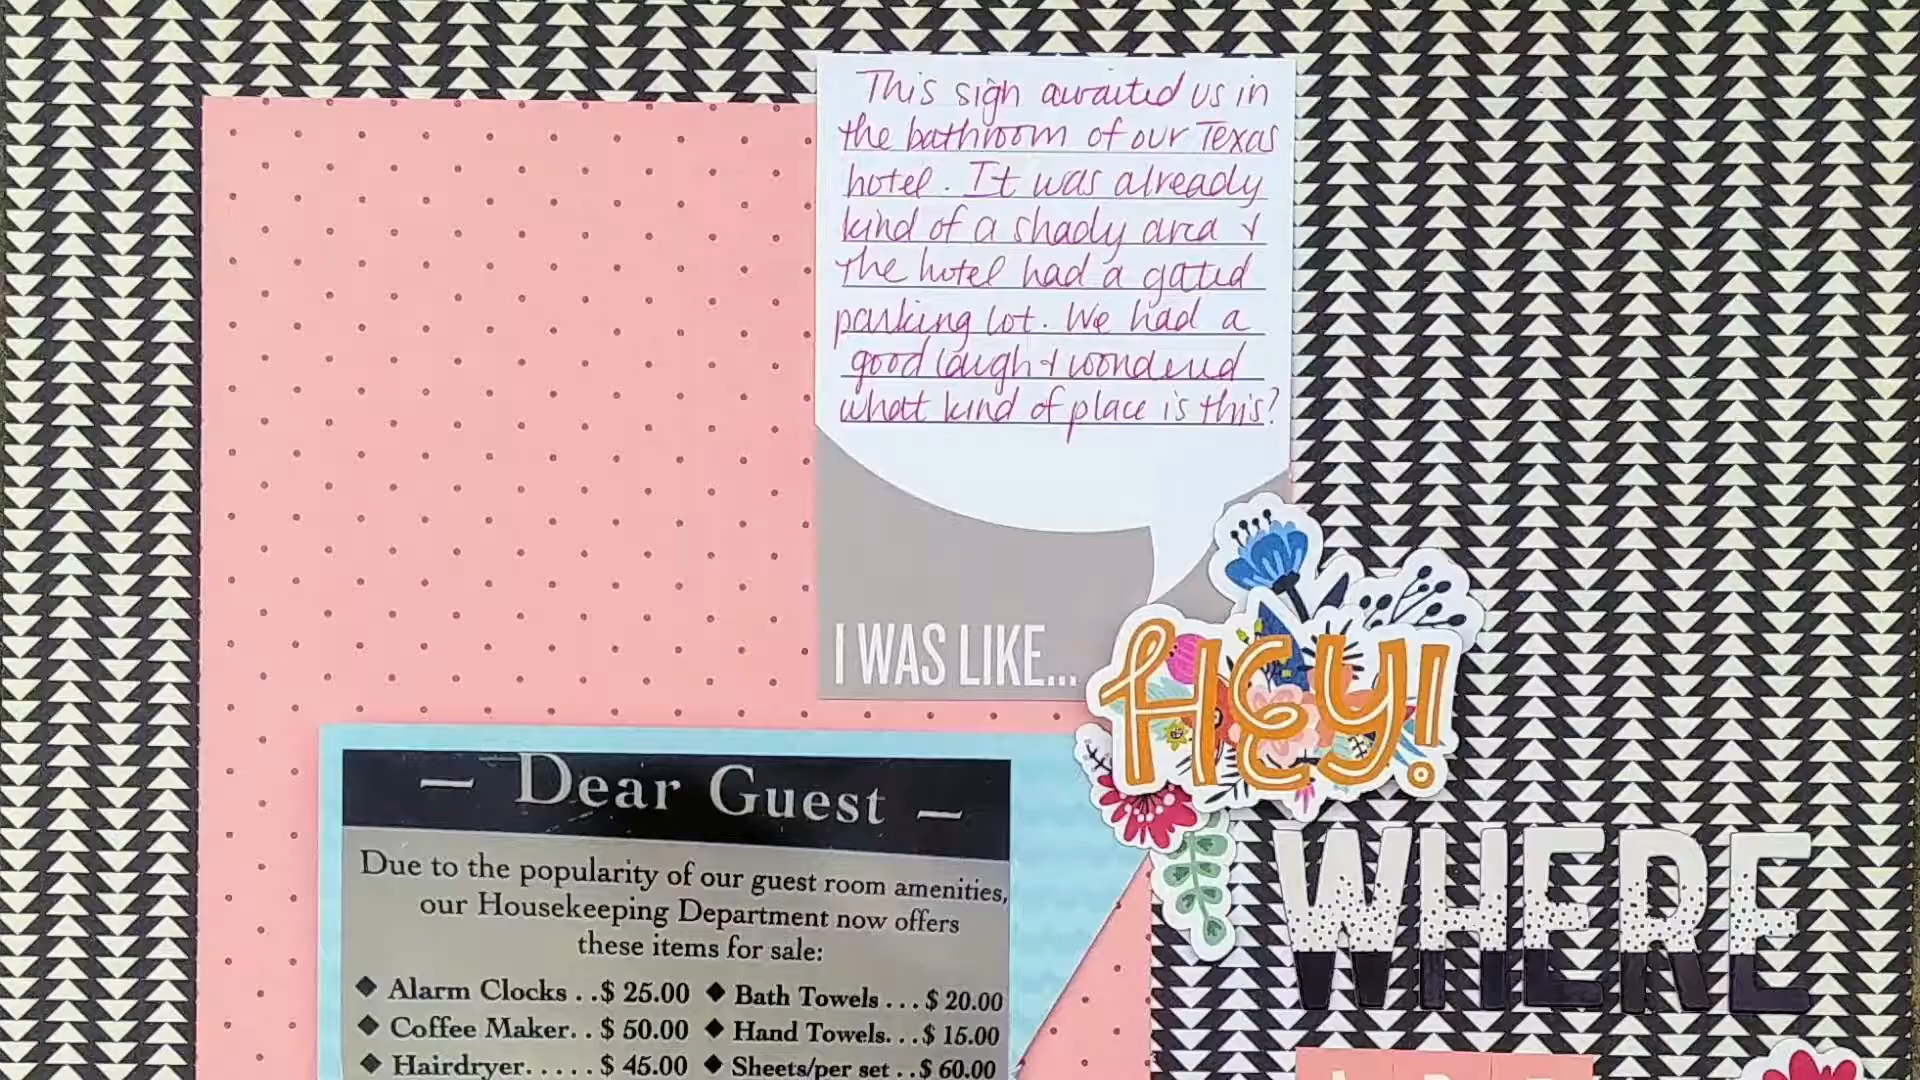 This sign awaited us in
the bathroom of our Texas
hotel. It was already
kind of a shady area &
the hotel had a gated
parking lot. We had a
good laugh & wondered
what kind of place is this?
I WAS LIKE...
HEY!
— Dear Guest —
Due to the popularity of our guest room amenities,
our Housekeeping Department now offers
these items for sale:
◆ Alarm Clocks . . $ 25.00 ◆ Bath Towels . . . $ 20.00
◆ Coffee Maker. . $ 50.00 ◆ Hand Towels. . . $ 15.00
◆ Hairdryer. . . . . $ 45.00 ◆ Sheets/per set . . $ 60.00
WHERE